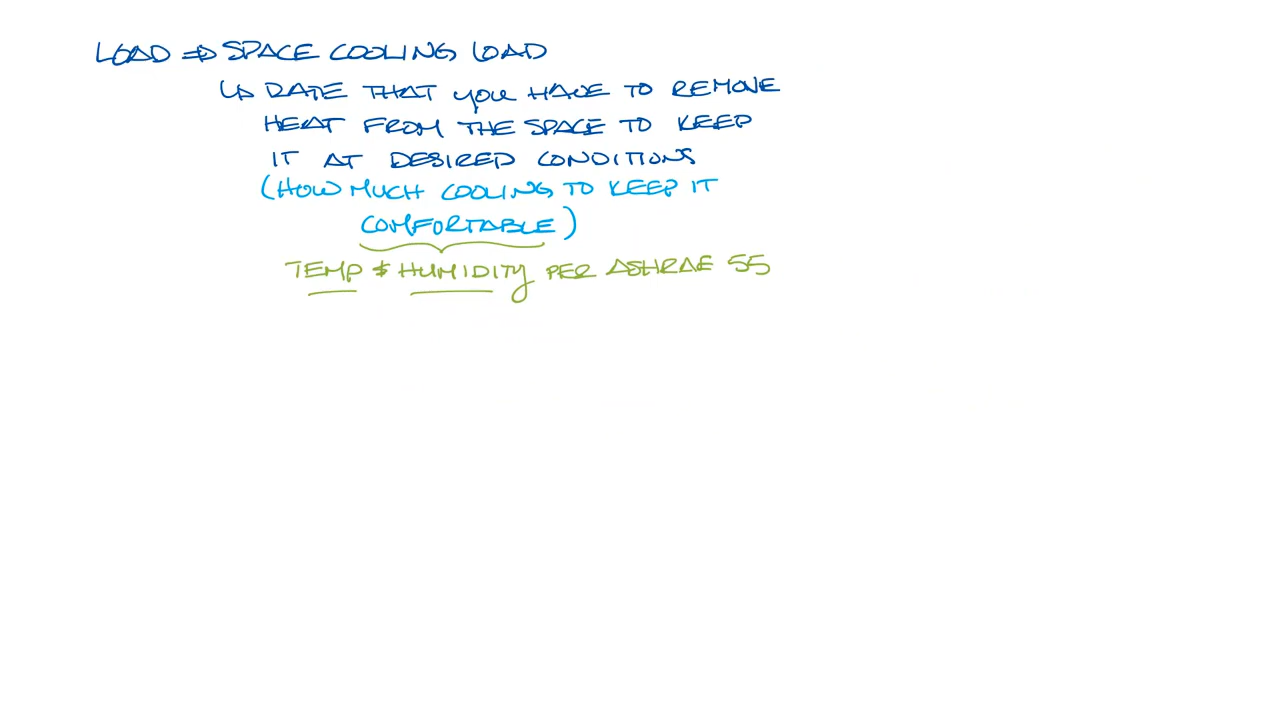 LOAD ⇒ SPACE COOLING LOAD
↳ RATE THAT YOU HAVE TO REMOVE
HEAT FROM THE SPACE TO KEEP
IT AT DESIRED CONDITIONS
(HOW MUCH COOLING TO KEEP IT
COMFORTABLE)
TEMP & HUMIDITY PER ASHRAE 55